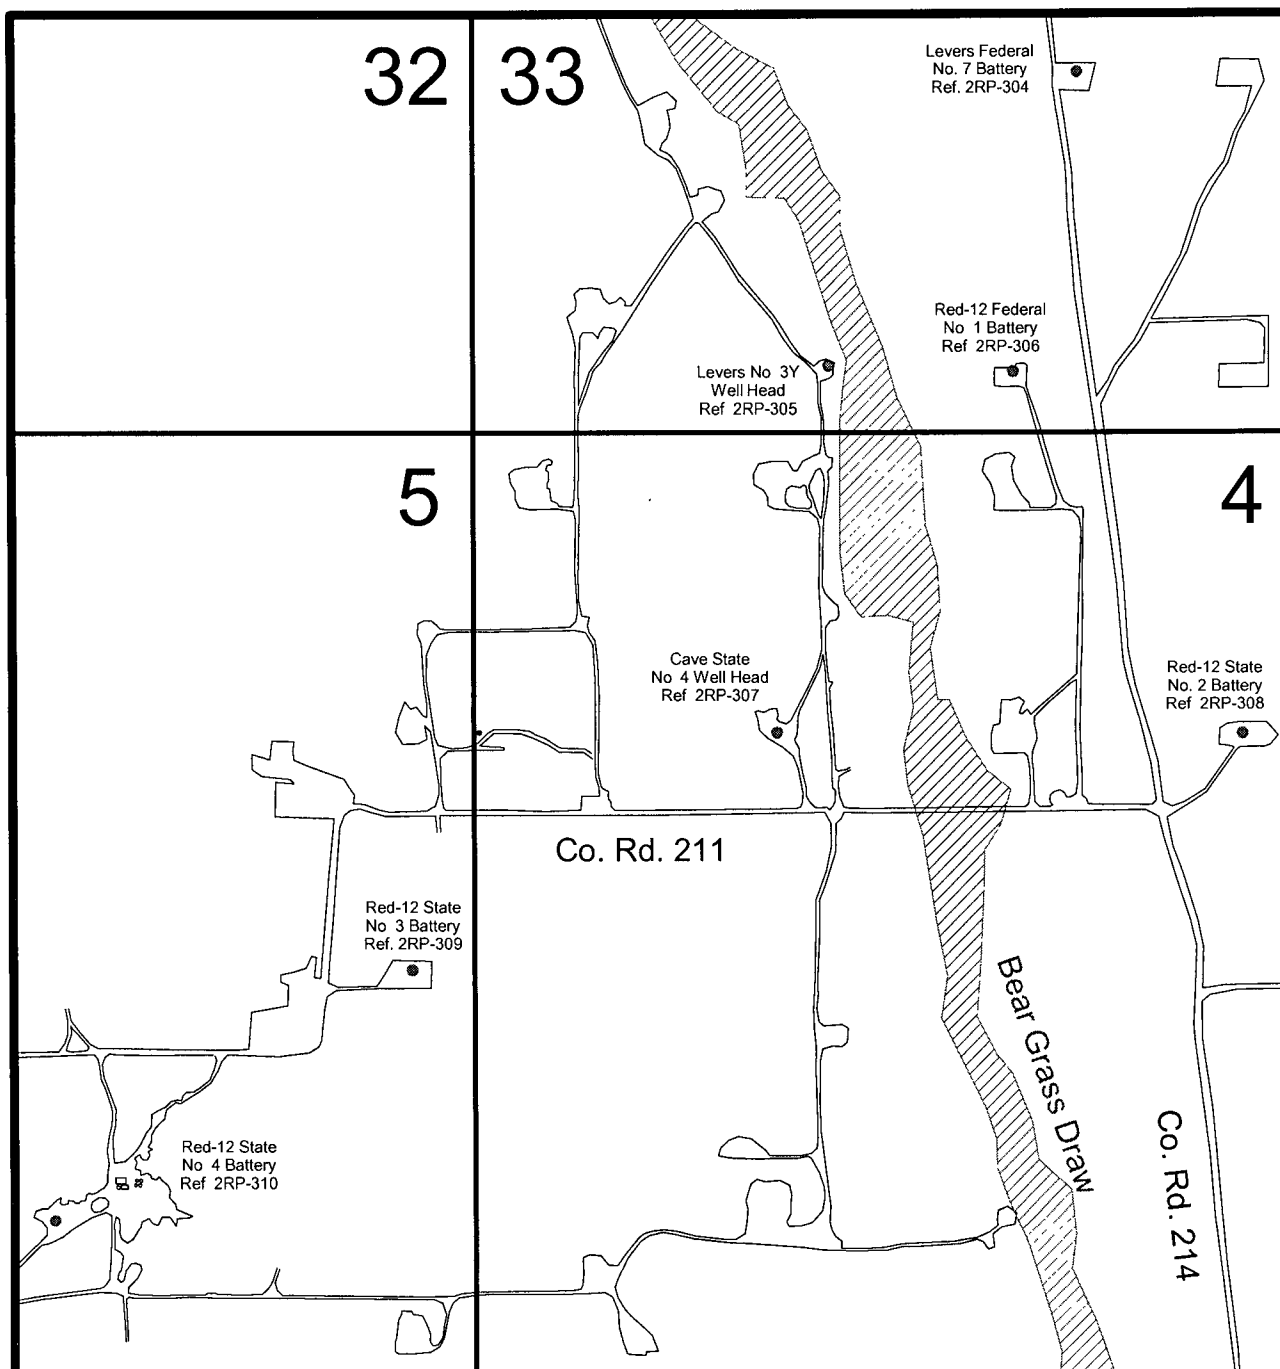 32
33
Levers Federal
No. 7 Battery
Ref. 2RP-304
Red-12 Federal
No 1 Battery
Ref 2RP-306
Levers No 3Y
Well Head
Ref 2RP-305
5
4
Cave State
No 4 Well Head
Ref 2RP-307
Red-12 State
No. 2 Battery
Ref 2RP-308
Co. Rd. 211
Red-12 State
No 3 Battery
Ref. 2RP-309
Bear Grass Draw
Co. Rd. 214
Red-12 State
No 4 Battery
Ref 2RP-310